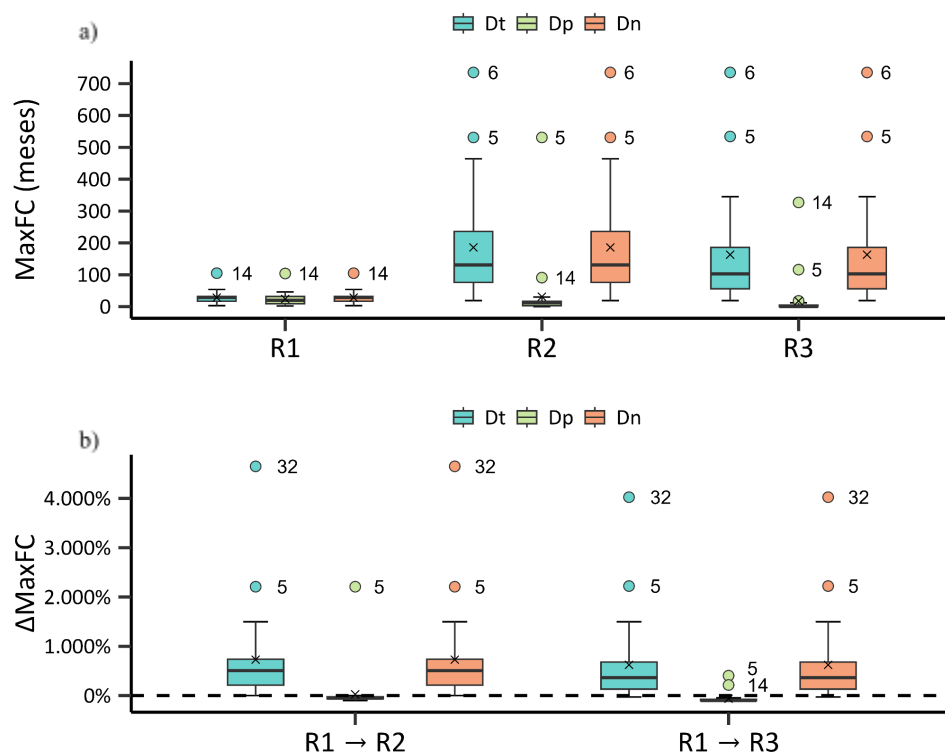 a)
Dt Dp Dn
MaxFC (meses)
700
600
500
400
300
200
100
0
6 6 6 6
5 5 5 5 5
14
14 14 14 14 5
R1 R2 R3
b)
Dt Dp Dn
ΔMaxFC
4.000%
3.000%
2.000%
1.000%
0%
32 32 32 32
5 5 5 5 5
5
14
R1 → R2 R1 → R3